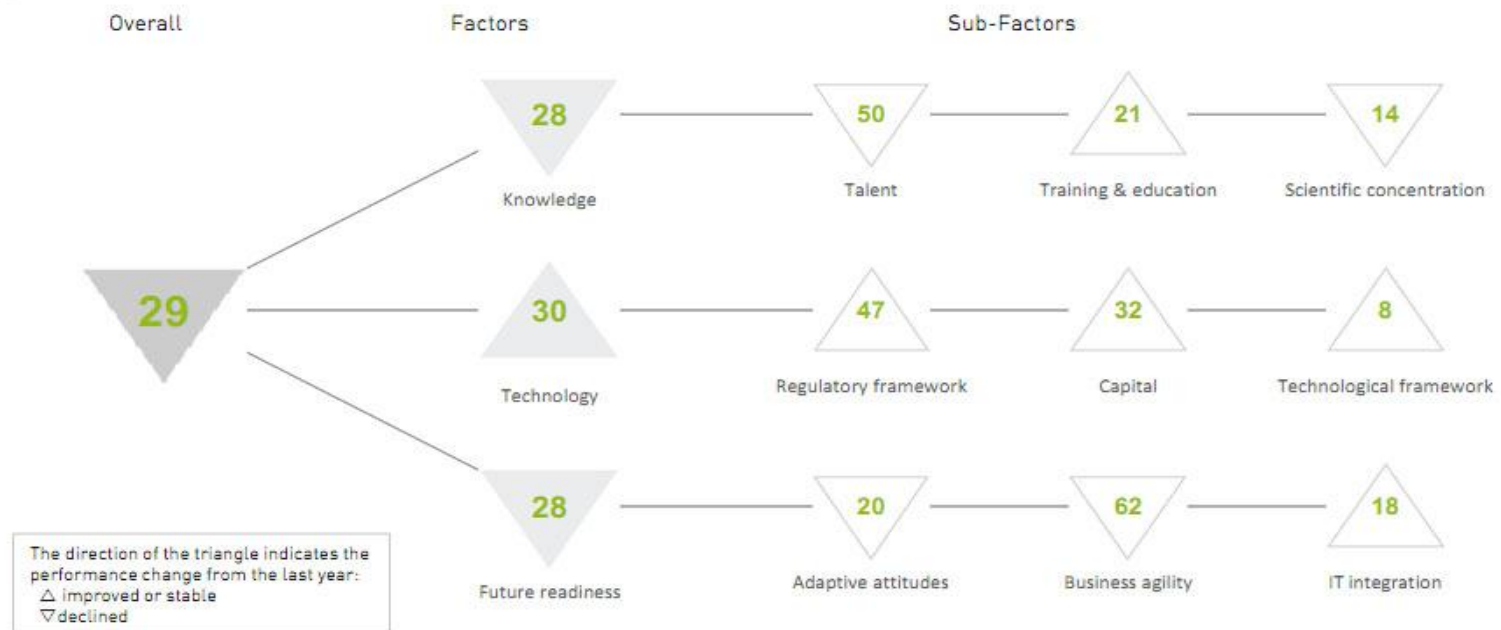 Overall Factors Sub-Factors
28 50 21 14
Knowledge Talent Training & education Scientific concentration
29 30 47 32 8
Technology Regulatory framework Capital Technological framework
28 20 62 18
Future readiness Adaptive attitudes Business agility IT integration
The direction of the triangle indicates the
performance change from the last year:
△ improved or stable
▽ declined